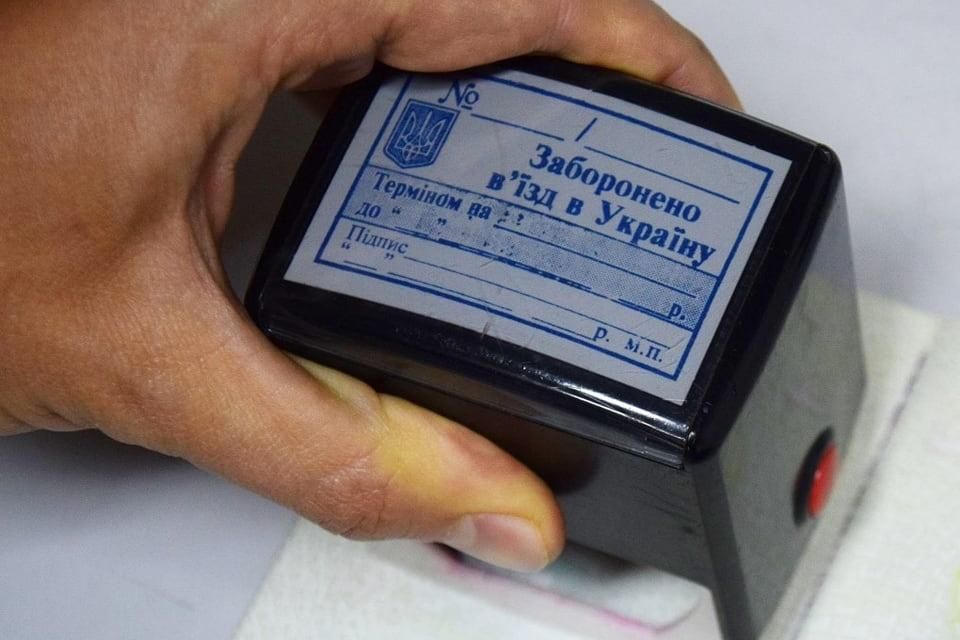 № /
Заборонено
в'їзд в Україну
Терміном на
до “ ” р.
Підпис
“ ” р. м.п.